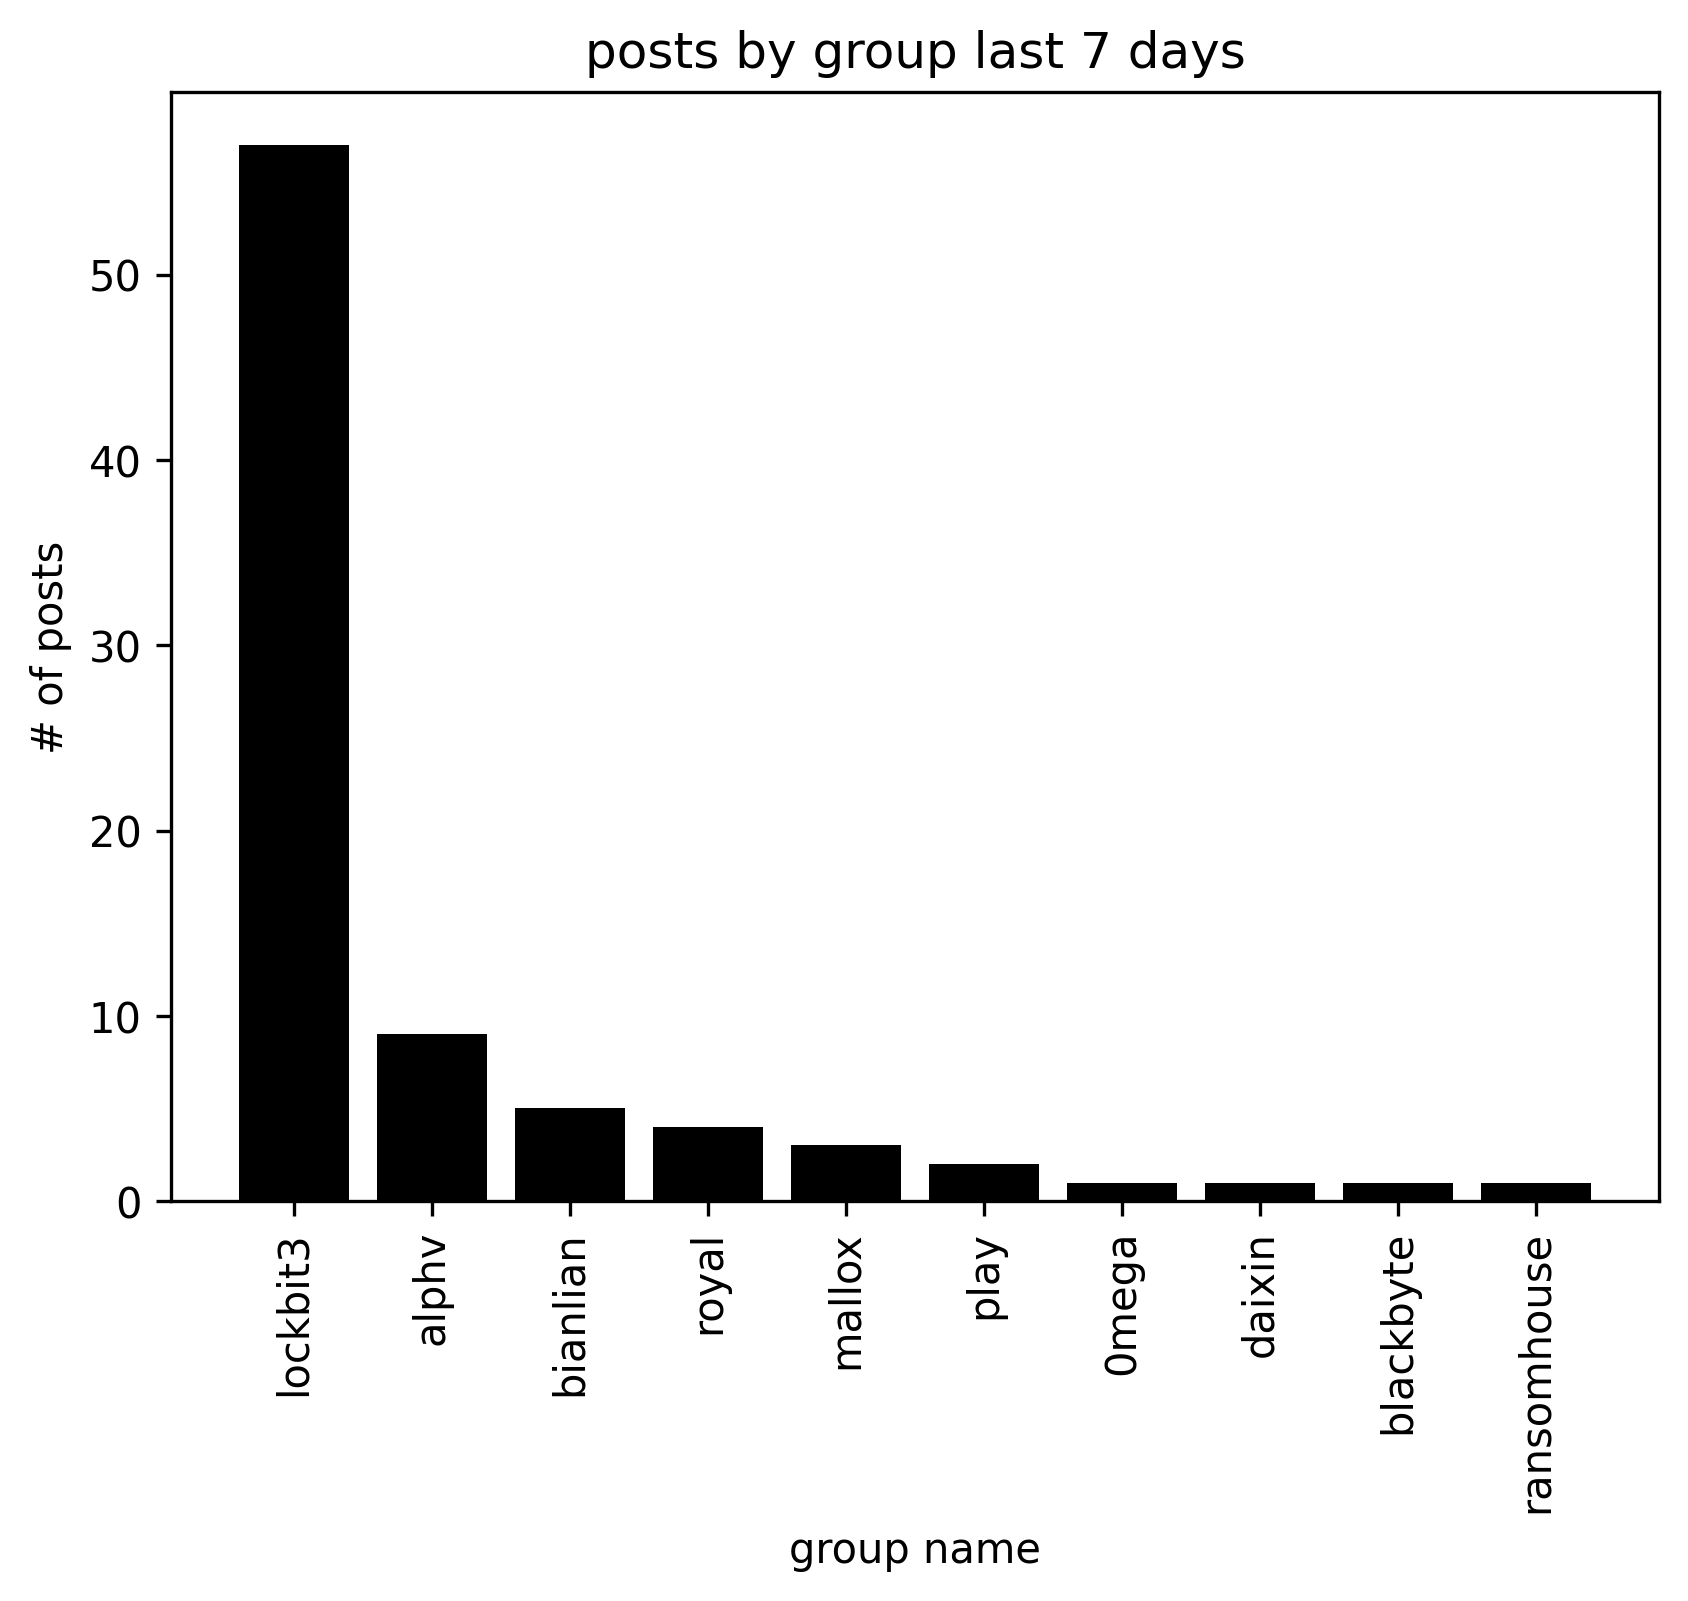 posts by group last 7 days
# of posts
50
40
30
20
10
0
lockbit3
alphv
bianlian
royal
mallox
play
0mega
daixin
blackbyte
ransomhouse
group name